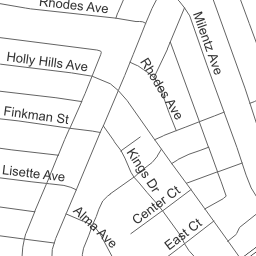 Rhodes Ave
Milentz Ave
Holly Hills Ave
Rhodes Ave
Finkman St
Kings Dr
Lisette Ave
Center Ct
Alma Ave
East Ct